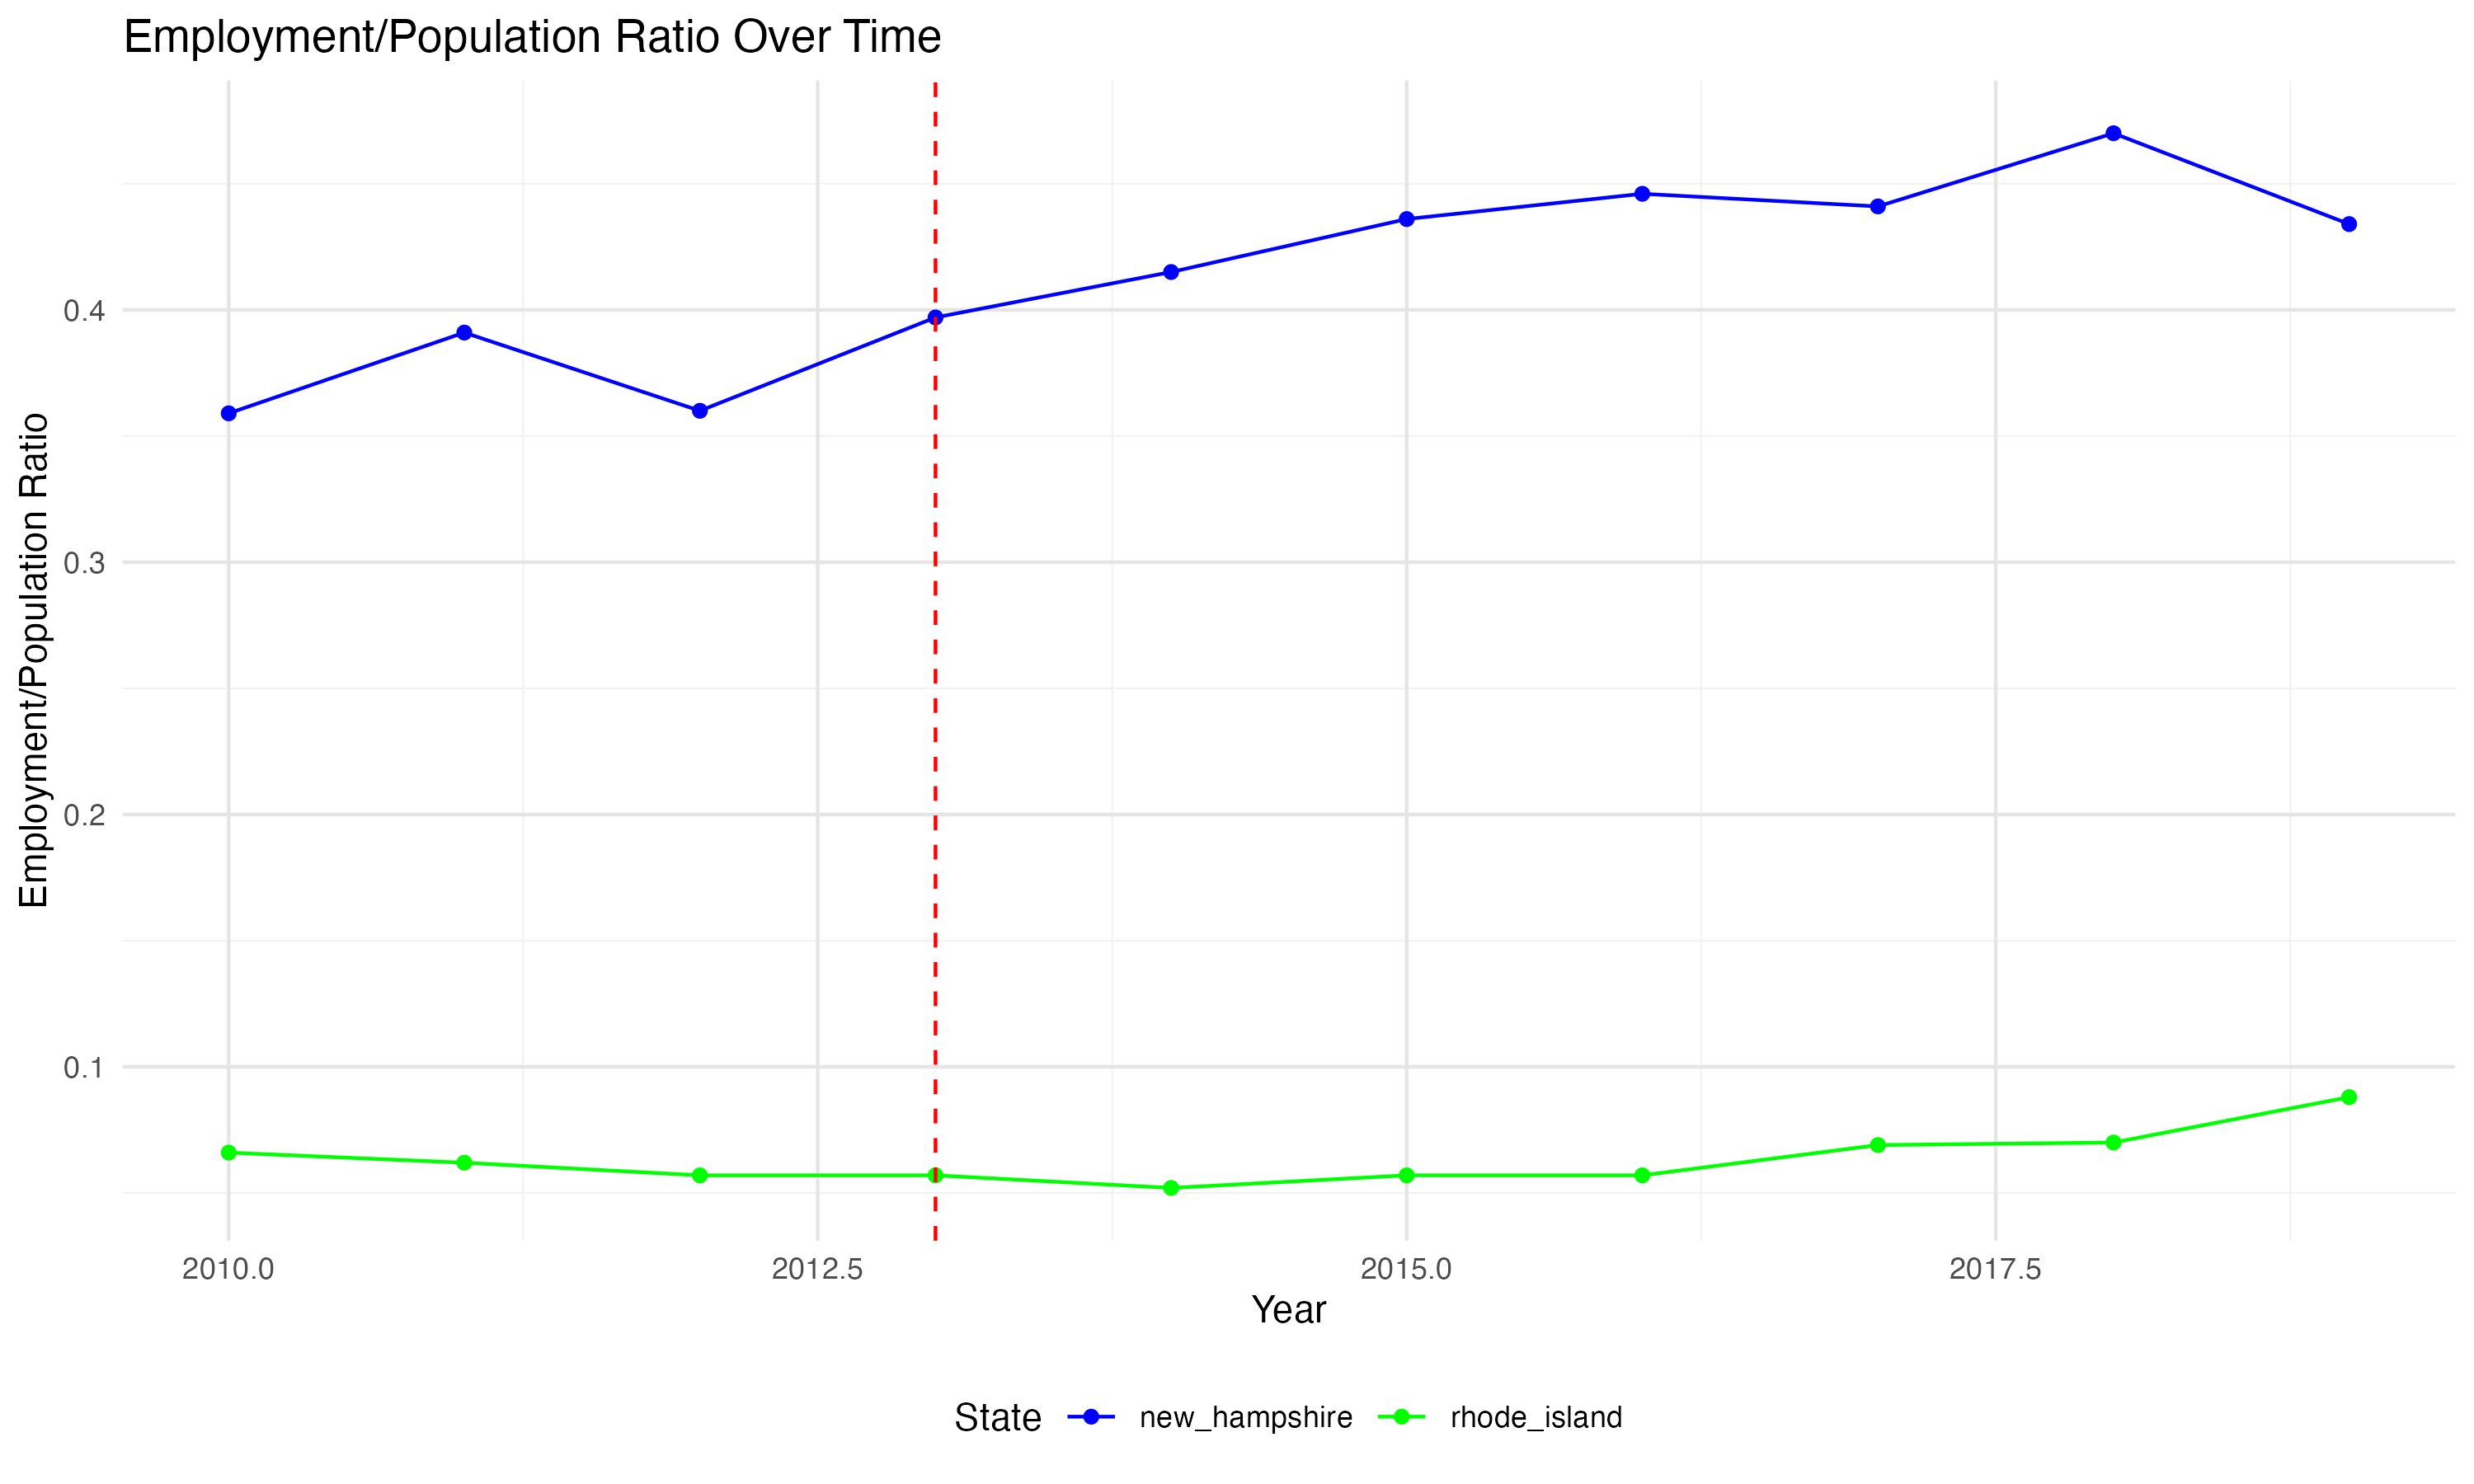 Employment/Population Ratio Over Time
Employment/Population Ratio
0.4
0.3
0.2
0.1
2010.0 2012.5 2015.0 2017.5
Year
State new_hampshire rhode_island